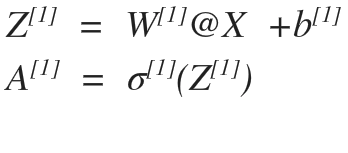 Z[1] = W[1]@X +b[1]
A[1] = σ[1](Z[1])